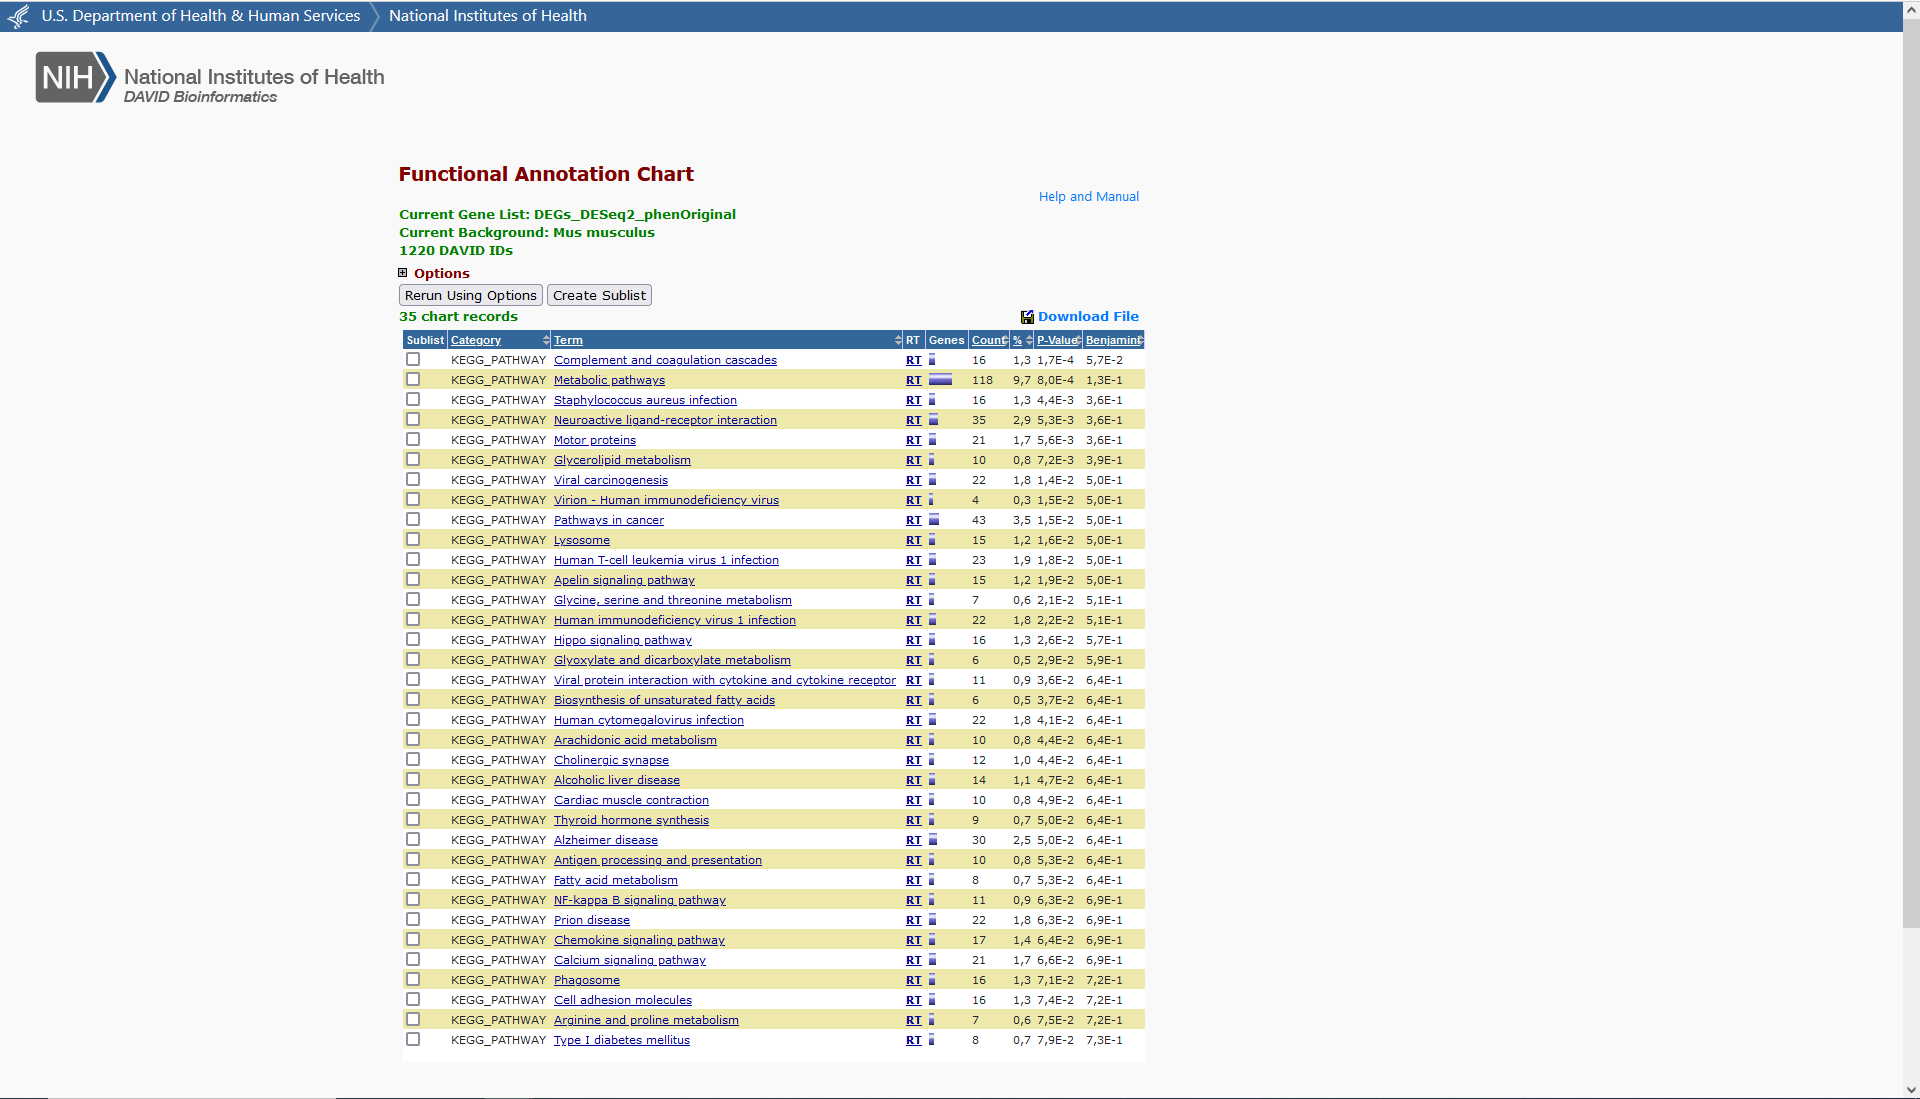 U.S. Department of Health & Human Services National Institutes of Health
NIH National Institutes of Health
DAVID Bioinformatics
Functional Annotation Chart
Help and Manual
Current Gene List: DEGs_DESeq2_phenOriginal
Current Background: Mus musculus
1220 DAVID IDs
Options
Rerun Using Options Create Sublist
35 chart records Download File
Sublist Category Term RT Genes Count % P-Value Benjamini
KEGG_PATHWAY Complement and coagulation cascades RT 16 1,3 1,7E-4 5,7E-2
KEGG_PATHWAY Metabolic pathways RT 118 9,7 8,0E-4 1,3E-1
KEGG_PATHWAY Staphylococcus aureus infection RT 16 1,3 4,4E-3 3,6E-1
KEGG_PATHWAY Neuroactive ligand-receptor interaction RT 35 2,9 5,3E-3 3,6E-1
KEGG_PATHWAY Motor proteins RT 21 1,7 5,6E-3 3,6E-1
KEGG_PATHWAY Glycerolipid metabolism RT 10 0,8 7,2E-3 3,9E-1
KEGG_PATHWAY Viral carcinogenesis RT 22 1,8 1,4E-2 5,0E-1
KEGG_PATHWAY Virion - Human immunodeficiency virus RT 4 0,3 1,5E-2 5,0E-1
KEGG_PATHWAY Pathways in cancer RT 43 3,5 1,5E-2 5,0E-1
KEGG_PATHWAY Lysosome RT 15 1,2 1,6E-2 5,0E-1
KEGG_PATHWAY Human T-cell leukemia virus 1 infection RT 23 1,9 1,8E-2 5,0E-1
KEGG_PATHWAY Apelin signaling pathway RT 15 1,2 1,9E-2 5,0E-1
KEGG_PATHWAY Glycine, serine and threonine metabolism RT 7 0,6 2,1E-2 5,1E-1
KEGG_PATHWAY Human immunodeficiency virus 1 infection RT 22 1,8 2,2E-2 5,1E-1
KEGG_PATHWAY Hippo signaling pathway RT 16 1,3 2,6E-2 5,7E-1
KEGG_PATHWAY Glyoxylate and dicarboxylate metabolism RT 6 0,5 2,9E-2 5,9E-1
KEGG_PATHWAY Viral protein interaction with cytokine and cytokine receptor RT 11 0,9 3,6E-2 6,4E-1
KEGG_PATHWAY Biosynthesis of unsaturated fatty acids RT 6 0,5 3,7E-2 6,4E-1
KEGG_PATHWAY Human cytomegalovirus infection RT 22 1,8 4,1E-2 6,4E-1
KEGG_PATHWAY Arachidonic acid metabolism RT 10 0,8 4,4E-2 6,4E-1
KEGG_PATHWAY Cholinergic synapse RT 12 1,0 4,4E-2 6,4E-1
KEGG_PATHWAY Alcoholic liver disease RT 14 1,1 4,7E-2 6,4E-1
KEGG_PATHWAY Cardiac muscle contraction RT 10 0,8 4,9E-2 6,4E-1
KEGG_PATHWAY Thyroid hormone synthesis RT 9 0,7 5,0E-2 6,4E-1
KEGG_PATHWAY Alzheimer disease RT 30 2,5 5,0E-2 6,4E-1
KEGG_PATHWAY Antigen processing and presentation RT 10 0,8 5,3E-2 6,4E-1
KEGG_PATHWAY Fatty acid metabolism RT 8 0,7 5,3E-2 6,4E-1
KEGG_PATHWAY NF-kappa B signaling pathway RT 11 0,9 6,3E-2 6,9E-1
KEGG_PATHWAY Prion disease RT 22 1,8 6,3E-2 6,9E-1
KEGG_PATHWAY Chemokine signaling pathway RT 17 1,4 6,4E-2 6,9E-1
KEGG_PATHWAY Calcium signaling pathway RT 21 1,7 6,6E-2 6,9E-1
KEGG_PATHWAY Phagosome RT 16 1,3 7,1E-2 7,2E-1
KEGG_PATHWAY Cell adhesion molecules RT 16 1,3 7,4E-2 7,2E-1
KEGG_PATHWAY Arginine and proline metabolism RT 7 0,6 7,5E-2 7,2E-1
KEGG_PATHWAY Type I diabetes mellitus RT 8 0,7 7,9E-2 7,3E-1